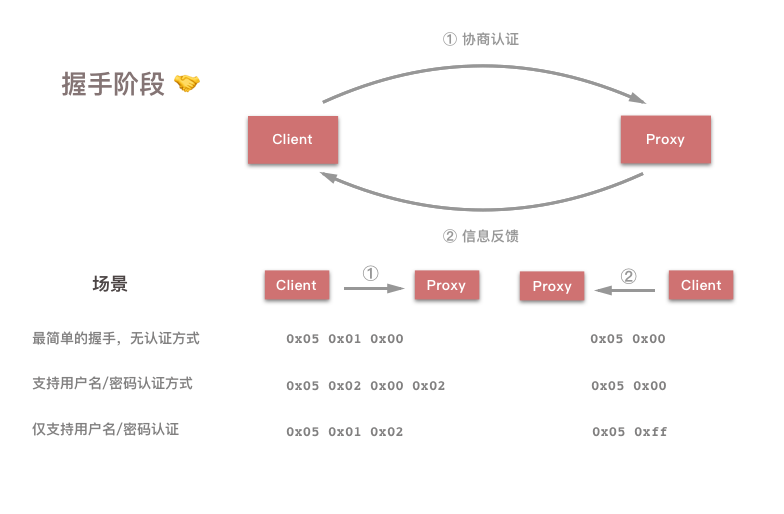 ① 协商认证
握手阶段 🤝
Client
Proxy
② 信息反馈
场景
Client ① Proxy
Proxy ② Client
最简单的握手，无认证方式 0x05 0x01 0x00 0x05 0x00
支持用户名/密码认证方式 0x05 0x02 0x00 0x02 0x05 0x00
仅支持用户名/密码认证 0x05 0x01 0x02 0x05 0xff